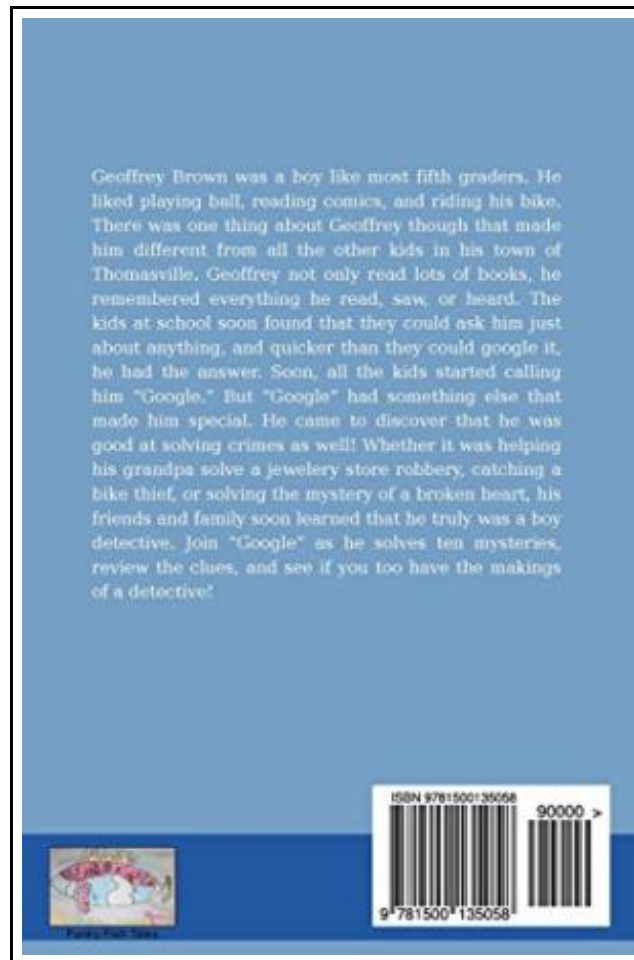 Geoffrey Brown was a boy like most fifth graders. He
liked playing ball, reading comics, and riding his bike.
There was one thing about Geoffrey though that made
him different from all the other kids in his town of
Thomasville. Geoffrey not only read lots of books, he
remembered everything he read, saw, or heard. The
kids at school soon found that they could ask him just
about anything, and quicker than they could google it,
he had the answer. Soon, all the kids started calling
him "Google." But "Google" had something else that
made him special. He came to discover that he was
good at solving crimes as well! Whether it was helping
his grandpa solve a jewelery store robbery, catching a
bike thief, or solving the mystery of a broken heart, his
friends and family soon learned that he truly was a boy
detective. Join "Google" as he solves ten mysteries,
review the clues, and see if you too have the makings
of a detective!
ISBN 9781500135058
90000 >
9 781500 135058